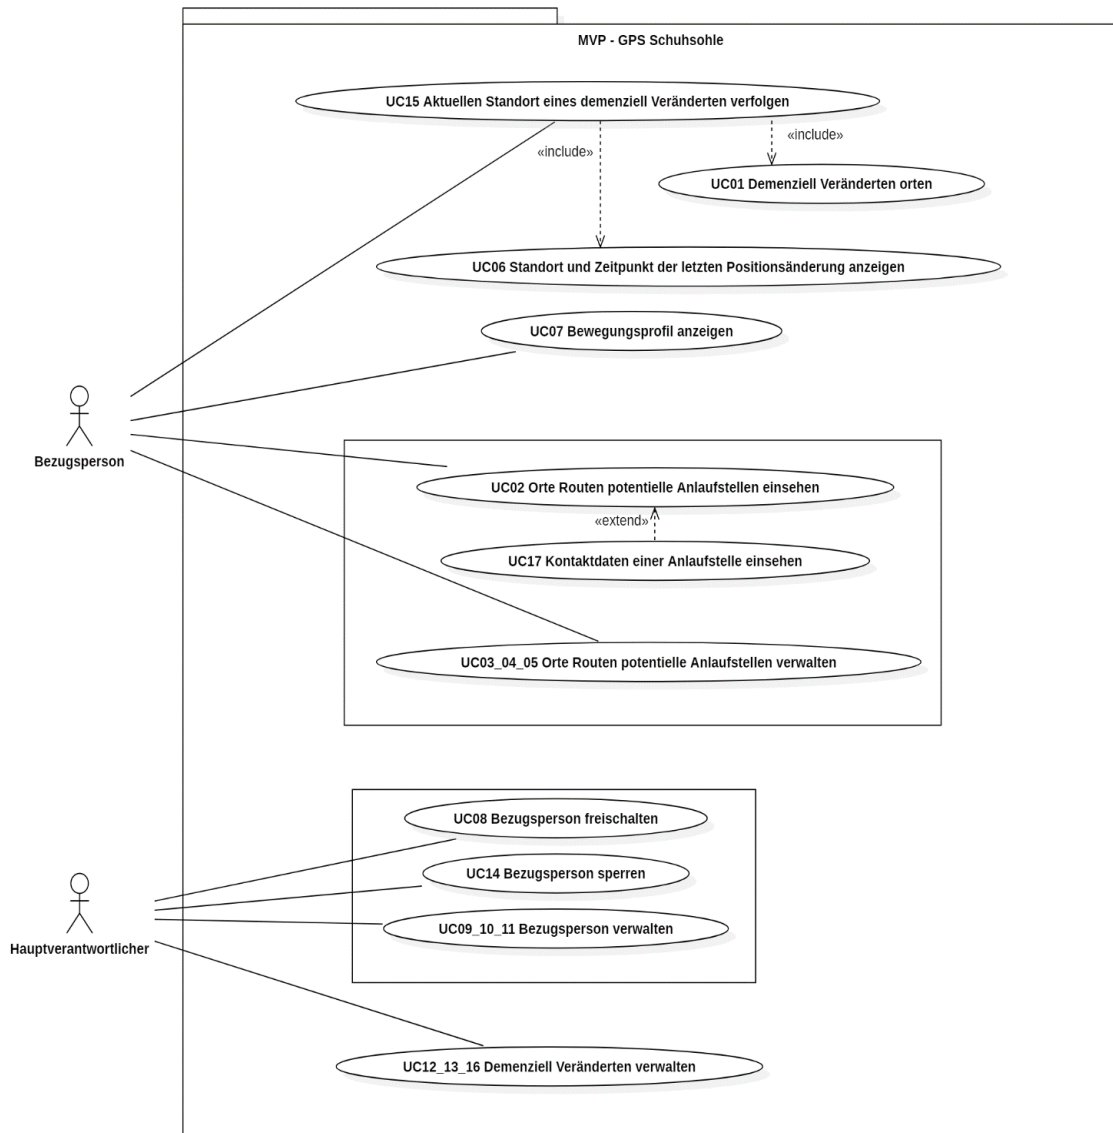 MVP - GPS Schuhsohle
UC15 Aktuellen Standort eines demenziell Veränderten verfolgen
«include»
«include»
UC01 Demenziell Veränderten orten
UC06 Standort und Zeitpunkt der letzten Positionsänderung anzeigen
UC07 Bewegungsprofil anzeigen
Bezugsperson
UC02 Orte Routen potentielle Anlaufstellen einsehen
«extend»
UC17 Kontaktdaten einer Anlaufstelle einsehen
UC03_04_05 Orte Routen potentielle Anlaufstellen verwalten
UC08 Bezugsperson freischalten
UC14 Bezugsperson sperren
UC09_10_11 Bezugsperson verwalten
Hauptverantwortlicher
UC12_13_16 Demenziell Veränderten verwalten